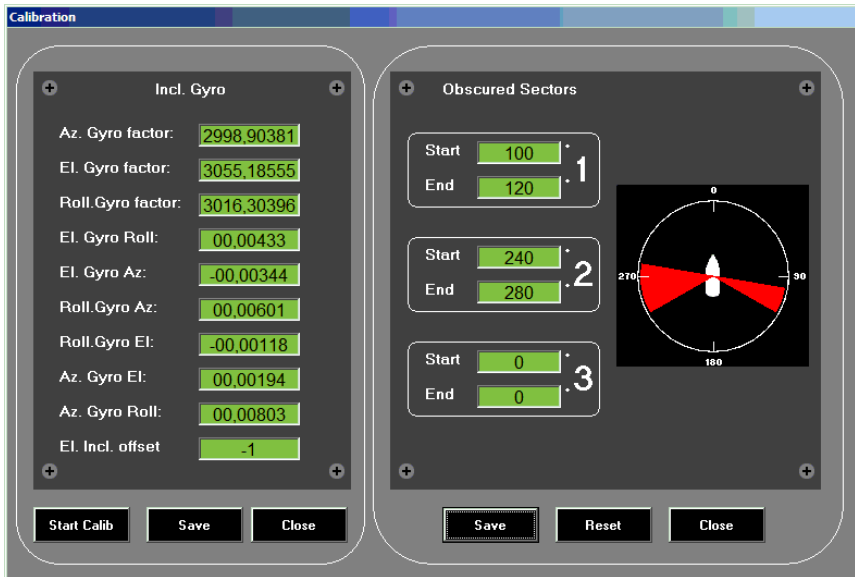 Calibration
Incl. Gyro
Az. Gyro factor: 2998,90381
El. Gyro factor: 3055,18555
Roll.Gyro factor: 3016,30396
El. Gyro Roll: 00,00433
El. Gyro Az: -00,00344
Roll.Gyro Az: 00,00601
Roll.Gyro El: -00,00118
Az. Gyro El: 00,00194
Az. Gyro Roll: 00,00803
El. Incl. offset -1
Start Calib Save Close
Obscured Sectors
Start 100 °
1
End 120 °
Start 240 °
2
End 280 °
Start 0 °
3
End 0 °
0
270 90
180
Save Reset Close